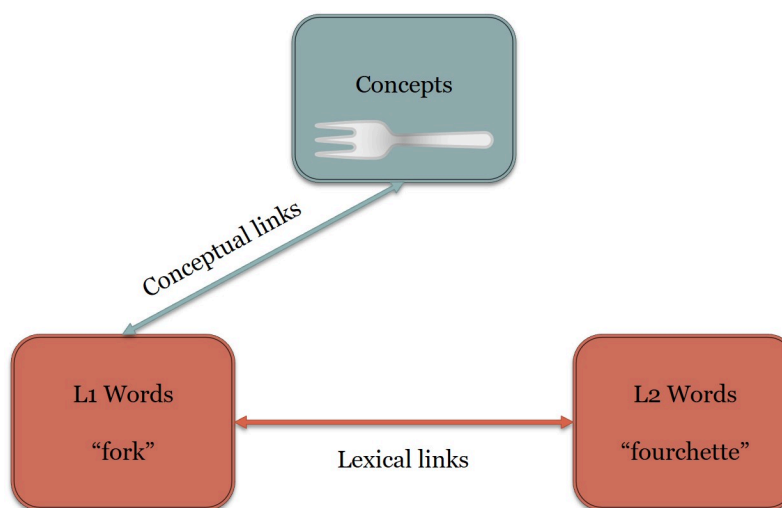 Concepts
Conceptual links
L1 Words
“fork”
Lexical links
L2 Words
“fourchette”